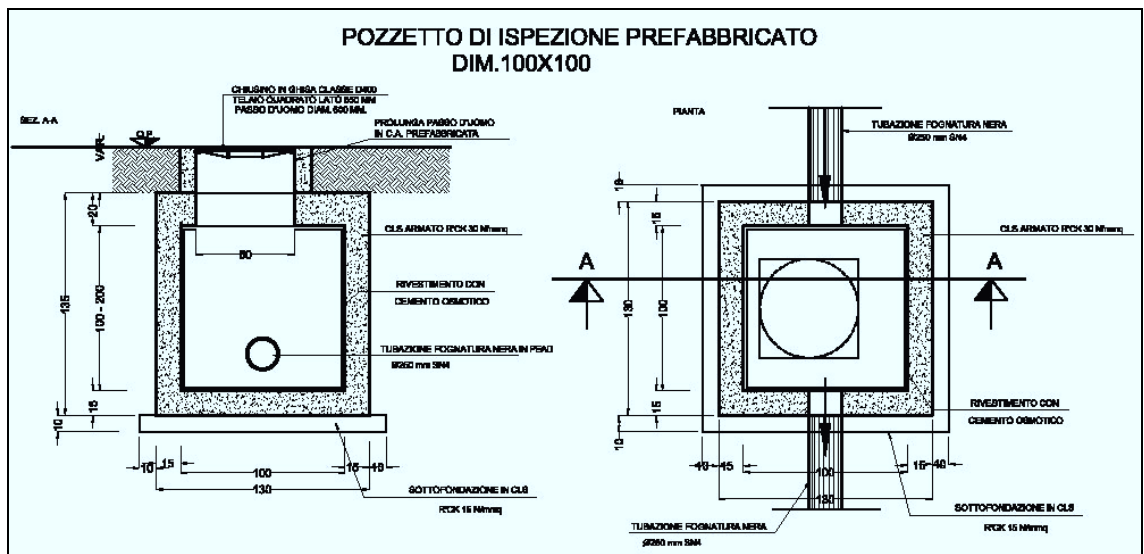 POZZETTO DI ISPEZIONE PREFABBRICATO
DIM.100X100
SEZ. A-A
CHIUSINO IN GHISA CLASSE D400
TELAIO QUADRATO LATO 850 MM
PASSO D'UOMO DIAM. 600 MM.
PROLUNGA PASSO D'UOMO
IN C.A. PREFABBRICATA
VAR.
20
60
CLS ARMATO R'CK 30 N/mmq
135
100 - 200
RIVESTIMENTO CON
CEMENTO OSMOTICO
TUBAZIONE FOGNATURA NERA IN PEAD
Ø250 mm SN4
15
10
10
15
100
15
10
130
SOTTOFONDAZIONE IN CLS
R'CK 15 N/mmq
PIANTA
TUBAZIONE FOGNATURA NERA
Ø250 mm SN4
10
15
CLS ARMATO R'CK 30 N/mmq
A
A
130
100
15
10
RIVESTIMENTO CON
CEMENTO OSMOTICO
10
15
100
15
10
130
SOTTOFONDAZIONE IN CLS
R'CK 15 N/mmq
TUBAZIONE FOGNATURA NERA
Ø250 mm SN4